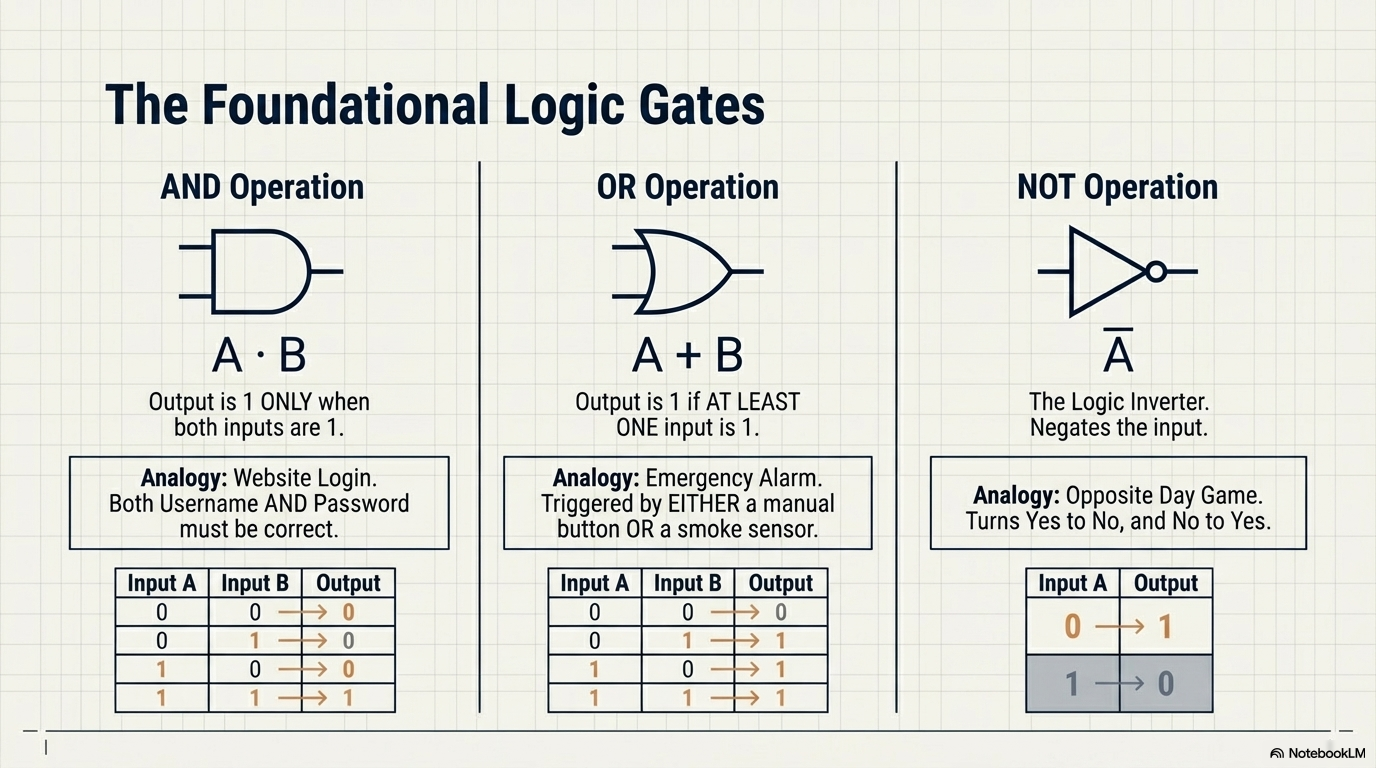 The Foundational Logic Gates
AND Operation
A · B
Output is 1 ONLY when
both inputs are 1.
Analogy: Website Login.
Both Username AND Password
must be correct.
Input A Input B Output
0 0 → 0
0 1 → 0
1 0 → 0
1 1 → 1
OR Operation
A + B
Output is 1 if AT LEAST
ONE input is 1.
Analogy: Emergency Alarm.
Triggered by EITHER a manual
button OR a smoke sensor.
Input A Input B Output
0 0 → 0
0 1 → 1
1 0 → 1
1 1 → 1
NOT Operation
A̅
The Logic Inverter.
Negates the input.
Analogy: Opposite Day Game.
Turns Yes to No, and No to Yes.
Input A Output
0 → 1
1 → 0
NotebookLM